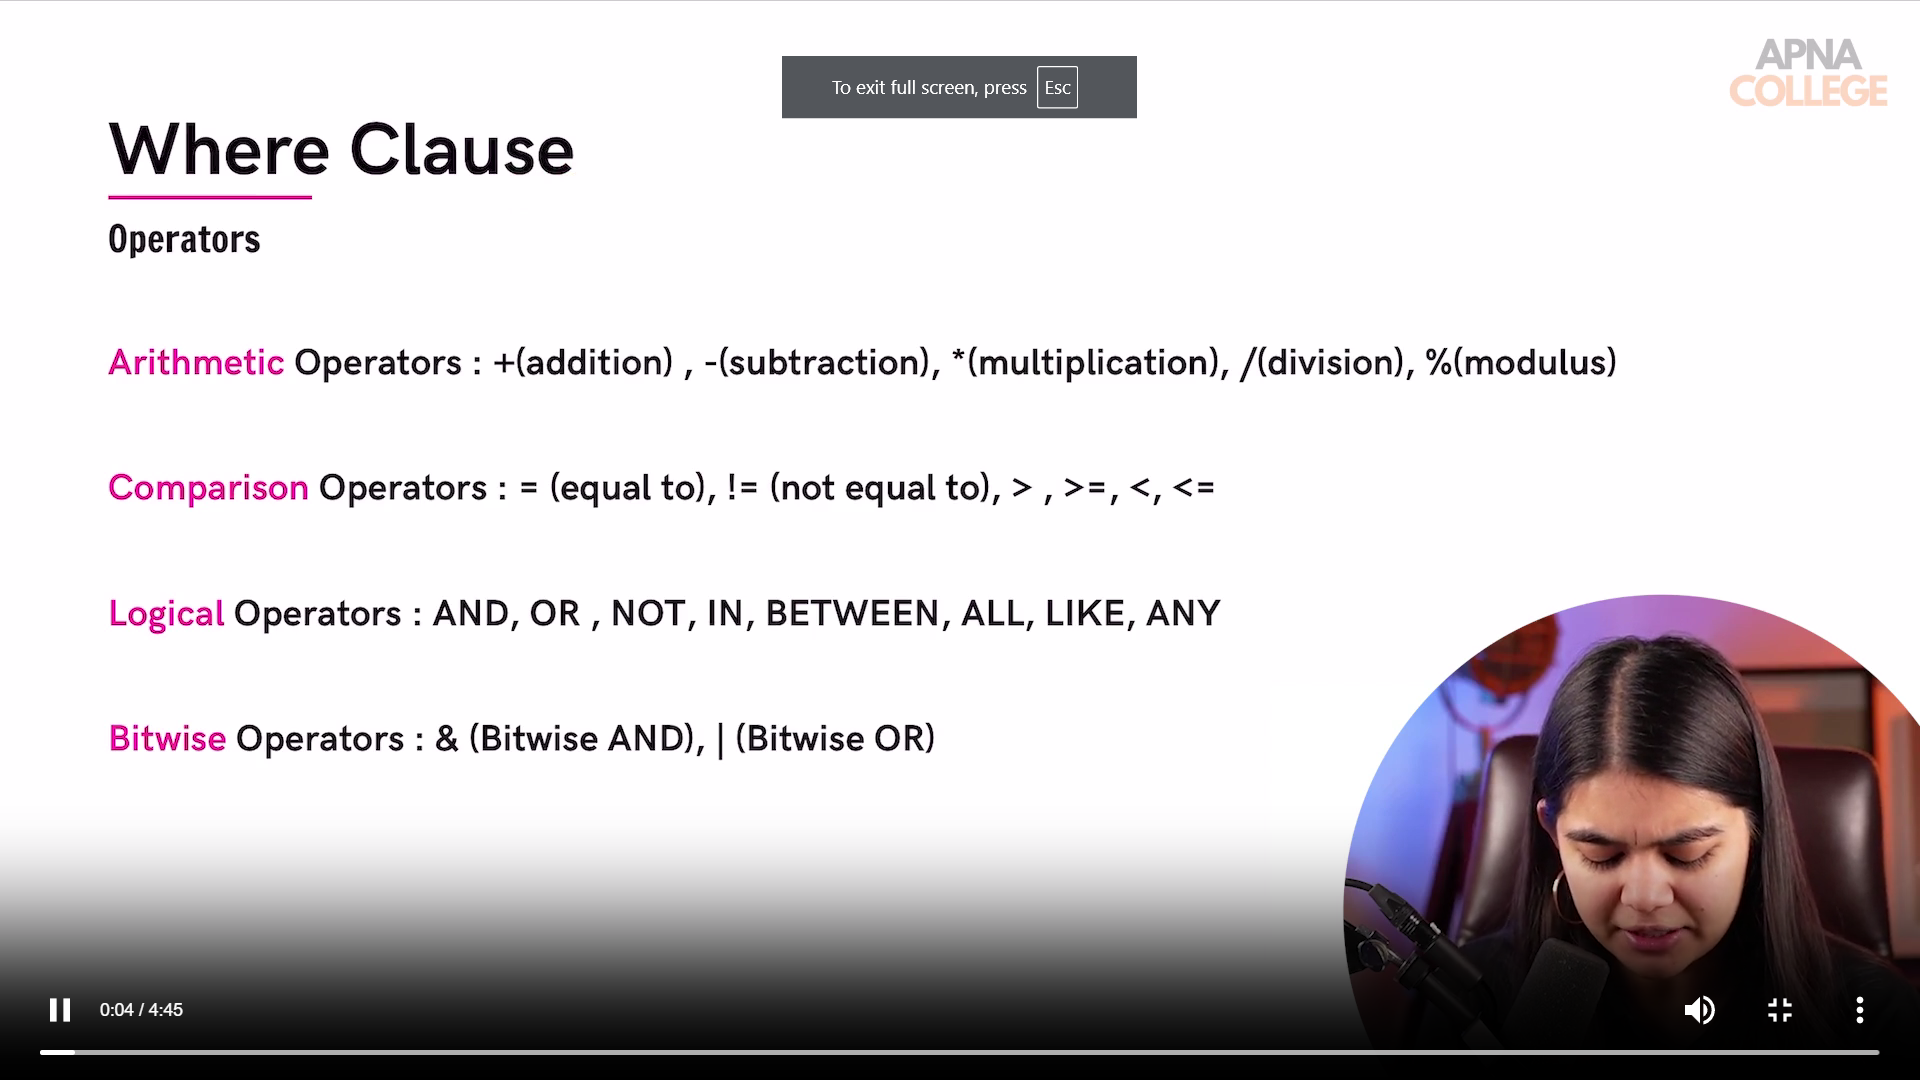 APNA
COLLEGE
To exit full screen, press Esc
Where Clause
Operators
Arithmetic Operators : +(addition) , -(subtraction), *(multiplication), /(division), %(modulus)
Comparison Operators : = (equal to), != (not equal to), > , >=, <, <=
Logical Operators : AND, OR , NOT, IN, BETWEEN, ALL, LIKE, ANY
Bitwise Operators : & (Bitwise AND), | (Bitwise OR)
0:04 / 4:45